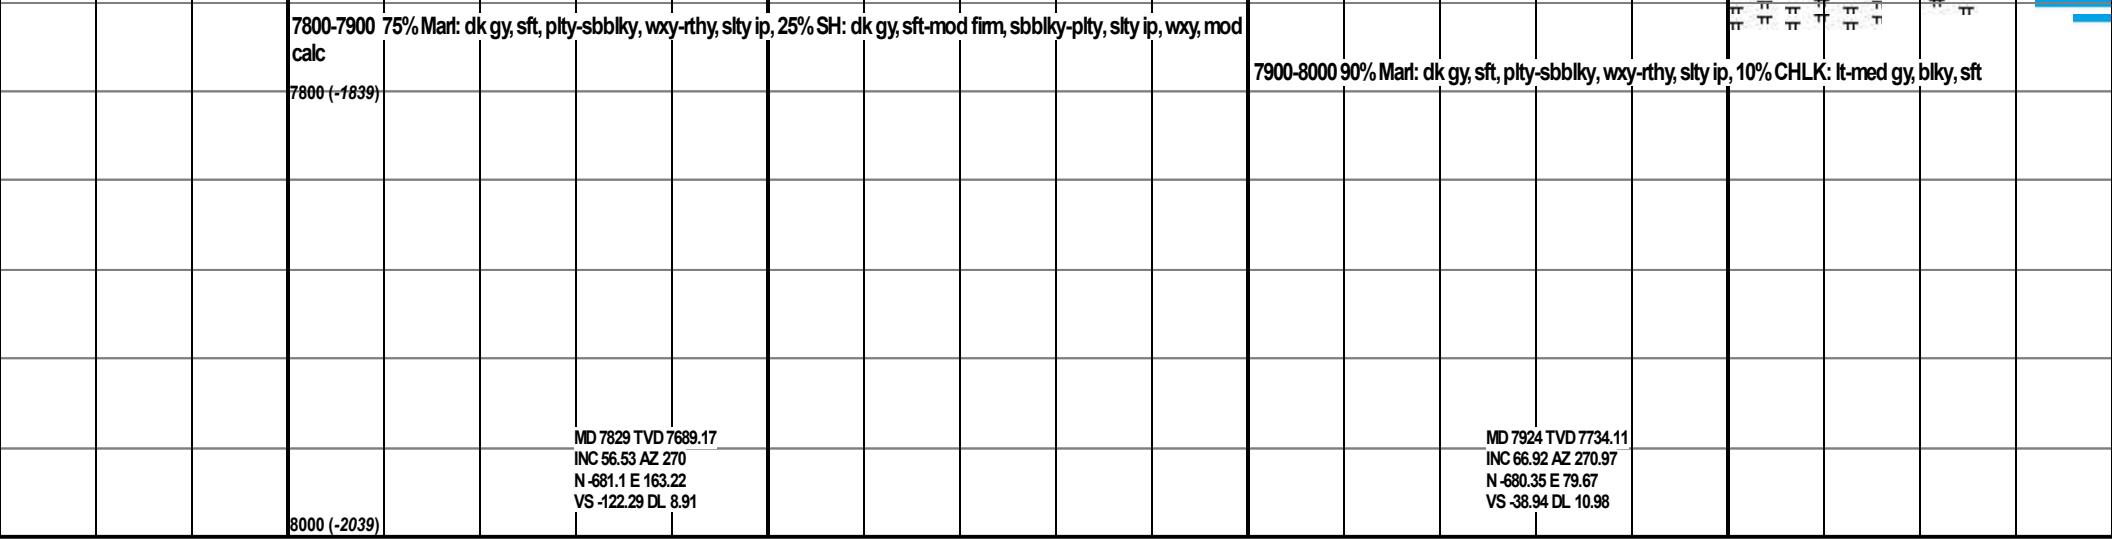 7800-7900 75% Marl: dk gy, sft, plty-sbblky, wxy-rthy, slty ip, 25% SH: dk gy, sft-mod firm, sbblky-plty, slty ip, wxy, mod
calc
7900-8000 90% Marl: dk gy, sft, plty-sbblky, wxy-rthy, slty ip, 10% CHLK: lt-med gy, blky, sft
7800 (-1839)
MD 7829 TVD 7689.17
INC 56.53 AZ 270
N -681.1 E 163.22
VS -122.29 DL 8.91
MD 7924 TVD 7734.11
INC 66.92 AZ 270.97
N -680.35 E 79.67
VS -38.94 DL 10.98
8000 (-2039)